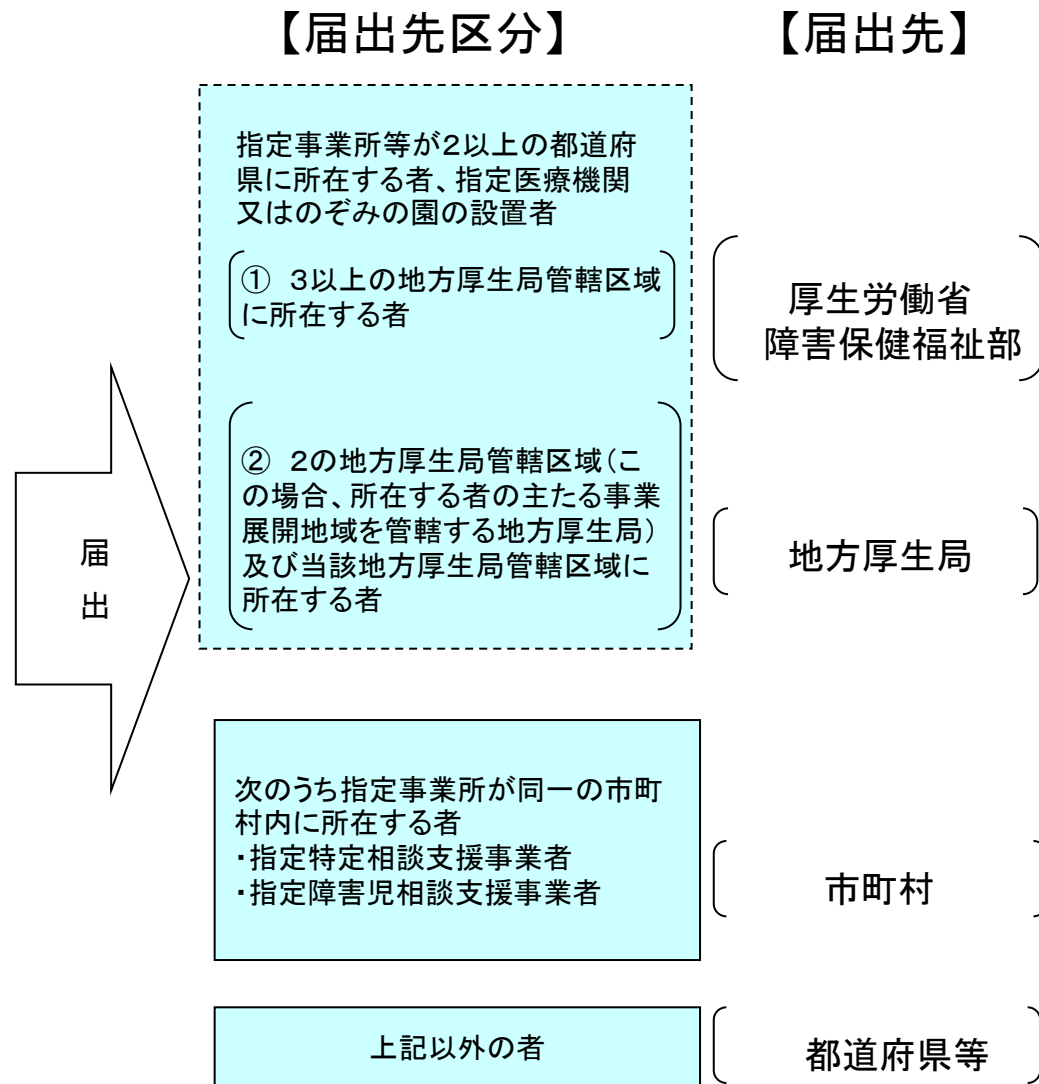 【届出先区分】 【届出先】
指定事業所等が2以上の都道府
県に所在する者、指定医療機関
又はのぞみの園の設置者
① 3以上の地方厚生局管轄区域
に所在する者
厚生労働省
障害保健福祉部
② 2の地方厚生局管轄区域(こ
の場合、所在する者の主たる事業
展開地域を管轄する地方厚生局)
及び当該地方厚生局管轄区域に
所在する者
地方厚生局
届
出
次のうち指定事業所が同一の市町
村内に所在する者
・指定特定相談支援事業者
・指定障害児相談支援事業者
市町村
上記以外の者
都道府県等